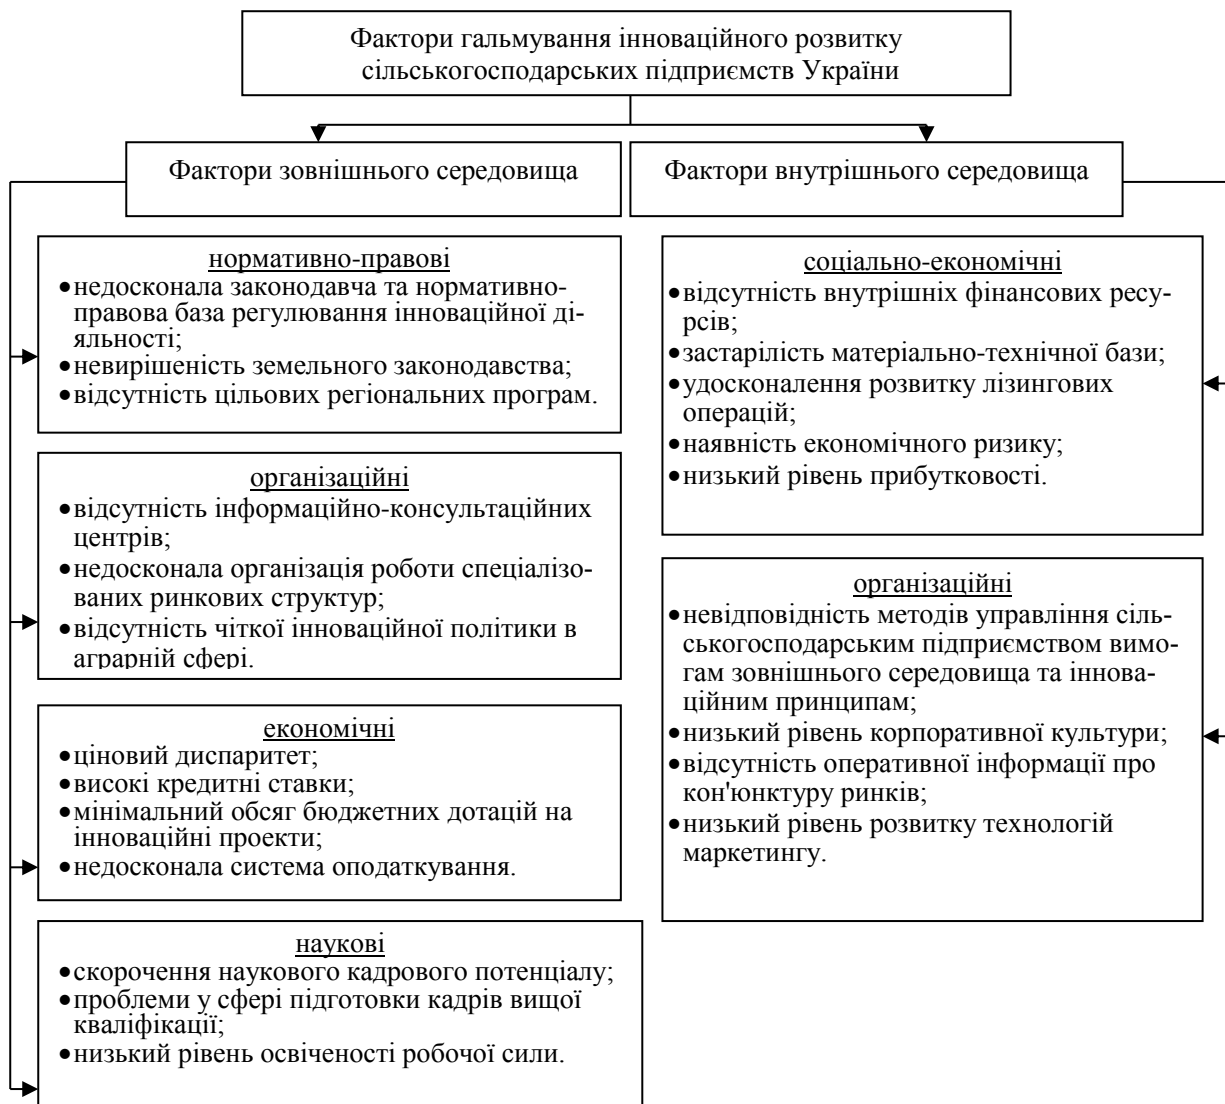 Фактори гальмування інноваційного розвитку
сільськогосподарських підприємств України
Фактори зовнішнього середовища
Фактори внутрішнього середовища
нормативно-правові
•недосконала законодавча та нормативно-
правова база регулювання інноваційної ді-
яльності;
•невирішеність земельного законодавства;
•відсутність цільових регіональних програм.
організаційні
•відсутність інформаційно-консультаційних
центрів;
•недосконала організація роботи спеціалізо-
ваних ринкових структур;
•відсутність чіткої інноваційної політики в
аграрній сфері.
економічні
•ціновий диспаритет;
•високі кредитні ставки;
•мінімальний обсяг бюджетних дотацій на
інноваційні проекти;
•недосконала система оподаткування.
наукові
•скорочення наукового кадрового потенціалу;
•проблеми у сфері підготовки кадрів вищої
кваліфікації;
•низький рівень освіченості робочої сили.
соціально-економічні
•відсутність внутрішніх фінансових ресу-
рсів;
•застарілість матеріально-технічної бази;
•удосконалення розвитку лізингових
операцій;
•наявність економічного ризику;
•низький рівень прибутковості.
організаційні
•невідповідність методів управління сіль-
ськогосподарським підприємством вимо-
гам зовнішнього середовища та іннова-
ційним принципам;
•низький рівень корпоративної культури;
•відсутність оперативної інформації про
кон'юнктуру ринків;
•низький рівень розвитку технологій
маркетингу.